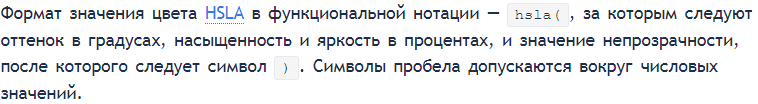 Формат значения цвета HSLA в функциональной нотации — hsla(, за которым следуют
оттенок в градусах, насыщенность и яркость в процентах, и значение непрозрачности,
после которого следует символ ). Символы пробела допускаются вокруг числовых
значений.